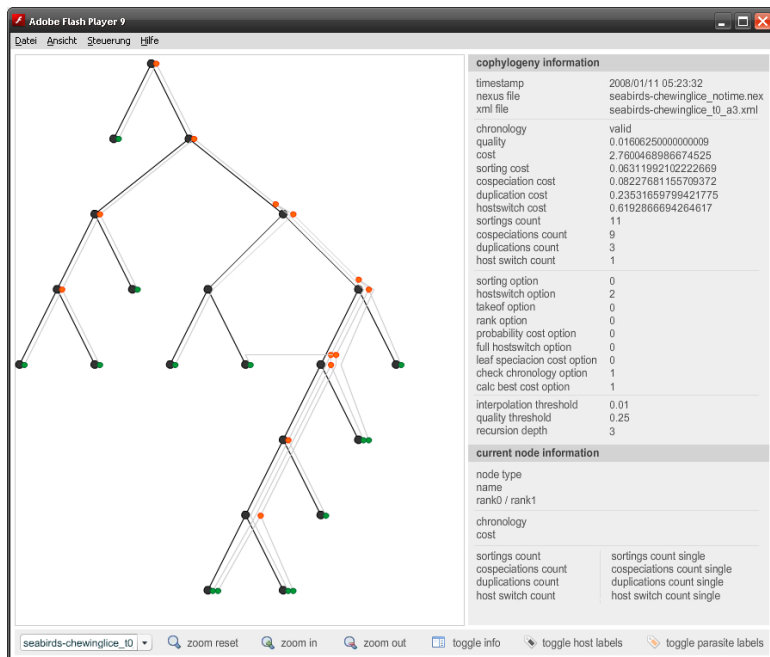 Adobe Flash Player 9
Datei Ansicht Steuerung Hilfe
cophylogeny information
timestamp 2008/01/11 05:23:32
nexus file seabirds-chewinglice_notime.nex
xml file seabirds-chewinglice_t0_a3.xml
chronology valid
quality 0.01606250000000009
cost 2.7600468986674525
sorting cost 0.06311992102222669
cospeciation cost 0.08227681155709372
duplication cost 0.23531659799421775
hostswitch cost 0.6192866694264617
sortings count 11
cospeciations count 9
duplications count 3
host switch count 1
sorting option 0
hostswitch option 2
takeof option 0
rank option 0
probability cost option 0
full hostswitch option 0
leaf speciacion cost option 0
check chronology option 1
calc best cost option 1
interpolation threshold 0.01
quality threshold 0.25
recursion depth 3
current node information
node type
name
rank0 / rank1
chronology
cost
sortings count sortings count single
cospeciations count cospeciations count single
duplications count duplications count single
host switch count host switch count single
seabirds-chewinglice_t0 zoom reset zoom in zoom out toggle info toggle host labels toggle parasite labels